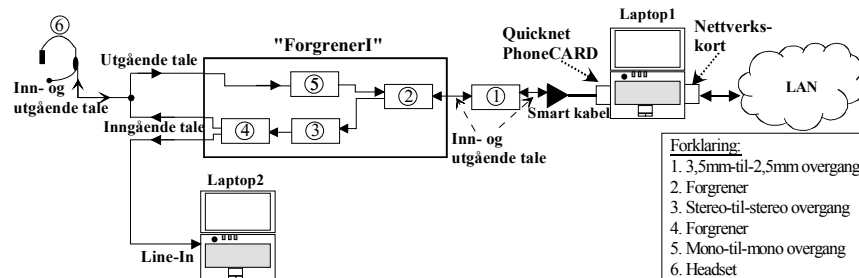 ⑥
Utgående tale
Inn- og
utgående tale
Inngående tale
"ForgrenerI"
⑤
②
④
③
①
Inn- og
utgående tale
Smart kabel
Quicknet
PhoneCARD
Laptop1
Nettverks-
kort
LAN
Laptop2
Line-In
Forklaring:
1. 3,5mm-til-2,5mm overgang
2. Forgrener
3. Stereo-til-stereo overgang
4. Forgrener
5. Mono-til-mono overgang
6. Headset